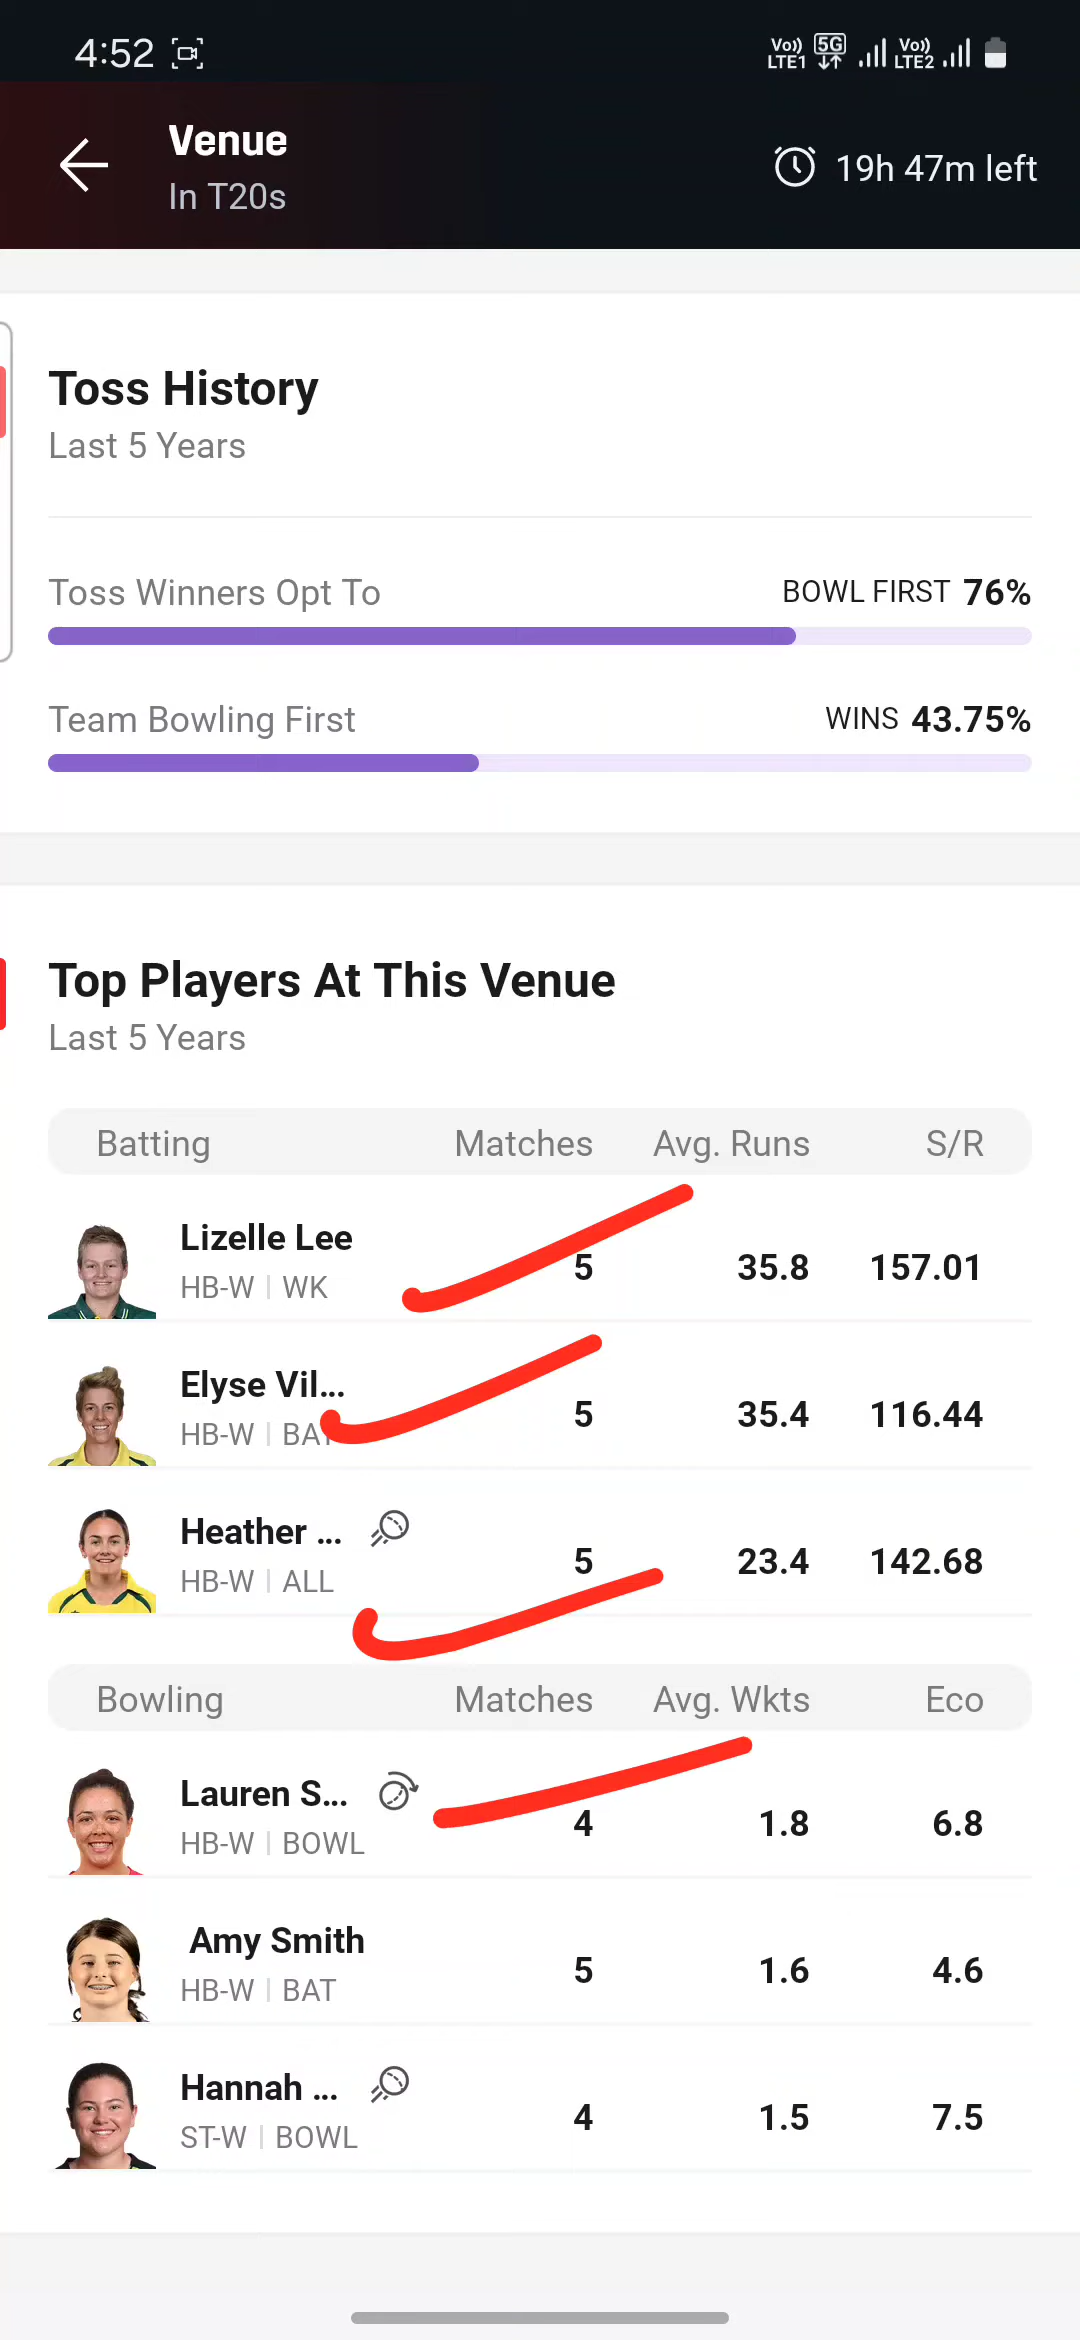 4:52
Vo)) LTE1 5G Vo)) LTE2
Venue
In T20s
19h 47m left
Toss History
Last 5 Years
Toss Winners Opt To BOWL FIRST 76%
Team Bowling First WINS 43.75%
Top Players At This Venue
Last 5 Years
Batting Matches Avg. Runs S/R
Lizelle Lee
HB-W | WK
5 35.8 157.01
Elyse Vil...
HB-W | BAT
5 35.4 116.44
Heather ...
HB-W | ALL
5 23.4 142.68
Bowling Matches Avg. Wkts Eco
Lauren S...
HB-W | BOWL
4 1.8 6.8
Amy Smith
HB-W | BAT
5 1.6 4.6
Hannah ...
ST-W | BOWL
4 1.5 7.5